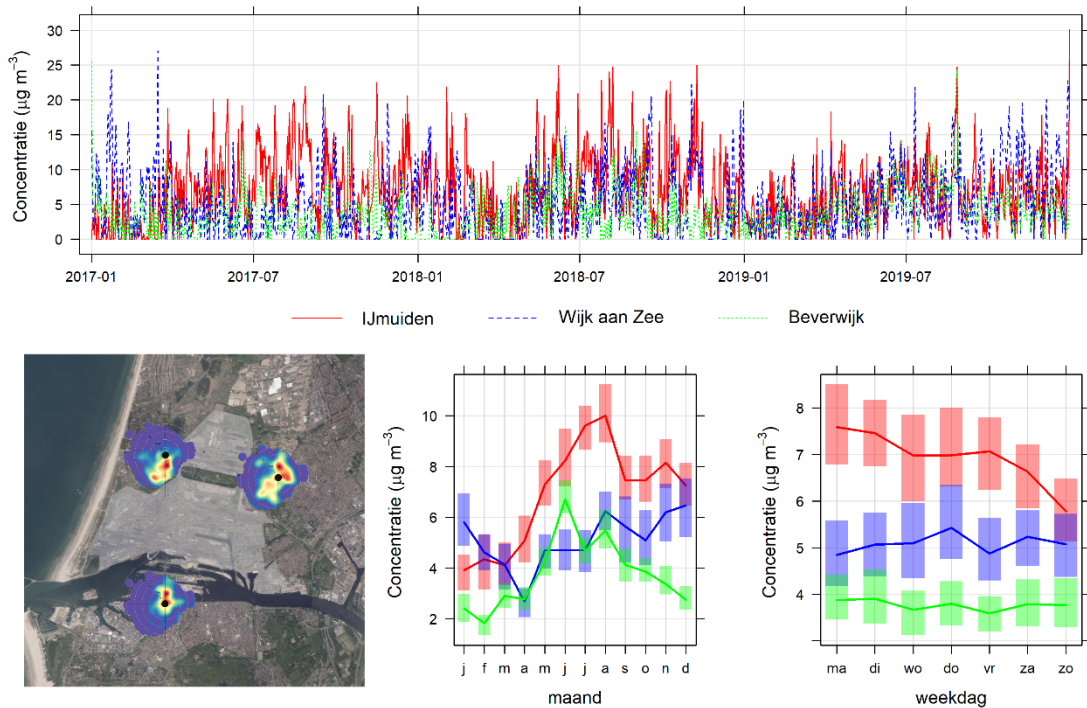 Concentratie (μg m⁻³)
30
25
20
15
10
5
0
2017-01 2017-07 2018-01 2018-07 2019-01 2019-07
IJmuiden Wijk aan Zee Beverwijk
Concentratie (μg m⁻³)
10
8
6
4
2
j f m a m j j a s o n d
maand
Concentratie (μg m⁻³)
8
7
6
5
4
ma di wo do vr za zo
weekdag